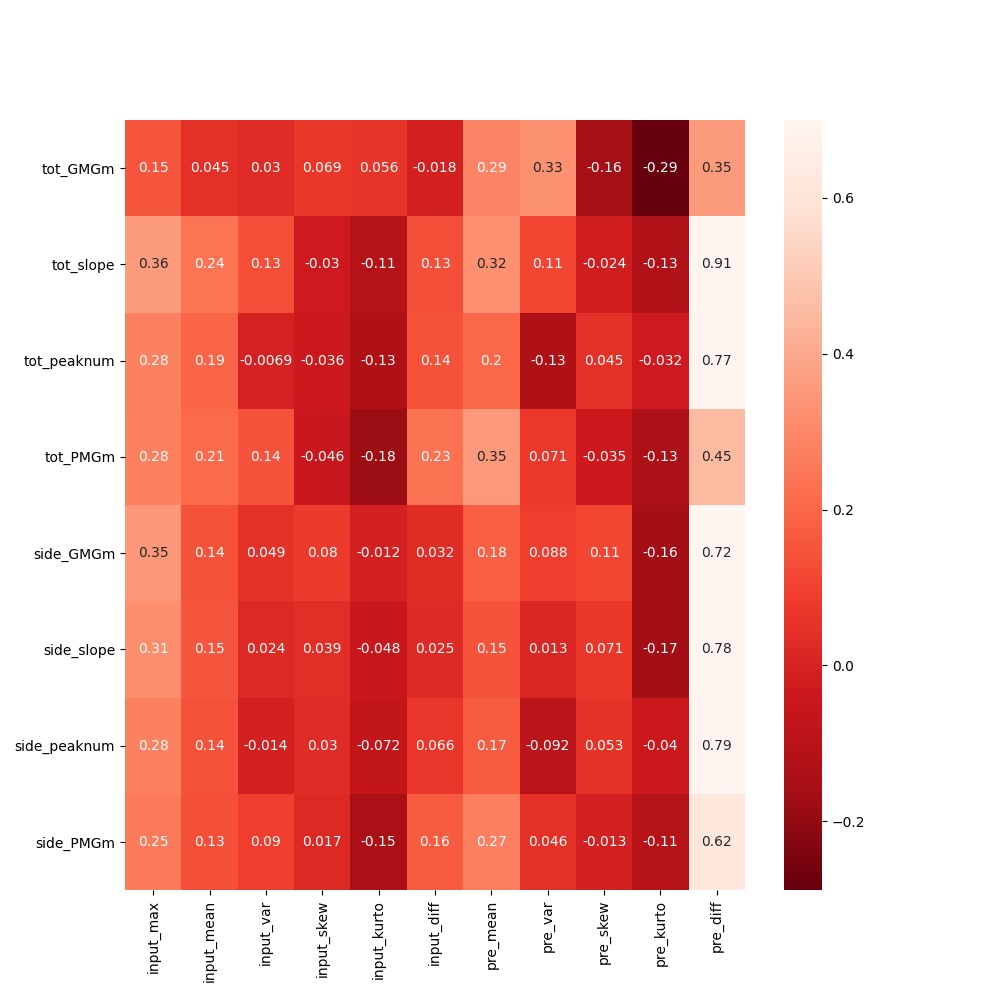 tot_GMGm 0.15 0.045 0.03 0.069 0.056 -0.018 0.29 0.33 -0.16 -0.29 0.35
tot_slope 0.36 0.24 0.13 -0.03 -0.11 0.13 0.32 0.11 -0.024 -0.13 0.91
tot_peaknum 0.28 0.19 -0.0069 -0.036 -0.13 0.14 0.2 -0.13 0.045 -0.032 0.77
tot_PMGm 0.28 0.21 0.14 -0.046 -0.18 0.23 0.35 0.071 -0.035 -0.13 0.45
side_GMGm 0.35 0.14 0.049 0.08 -0.012 0.032 0.18 0.088 0.11 -0.16 0.72
side_slope 0.31 0.15 0.024 0.039 -0.048 0.025 0.15 0.013 0.071 -0.17 0.78
side_peaknum 0.28 0.14 -0.014 0.03 -0.072 0.066 0.17 -0.092 0.053 -0.04 0.79
side_PMGm 0.25 0.13 0.09 0.017 -0.15 0.16 0.27 0.046 -0.013 -0.11 0.62
input_max input_mean input_var input_skew input_kurto input_diff pre_mean pre_var pre_skew pre_kurto pre_diff
0.6
0.4
0.2
0.0
−0.2